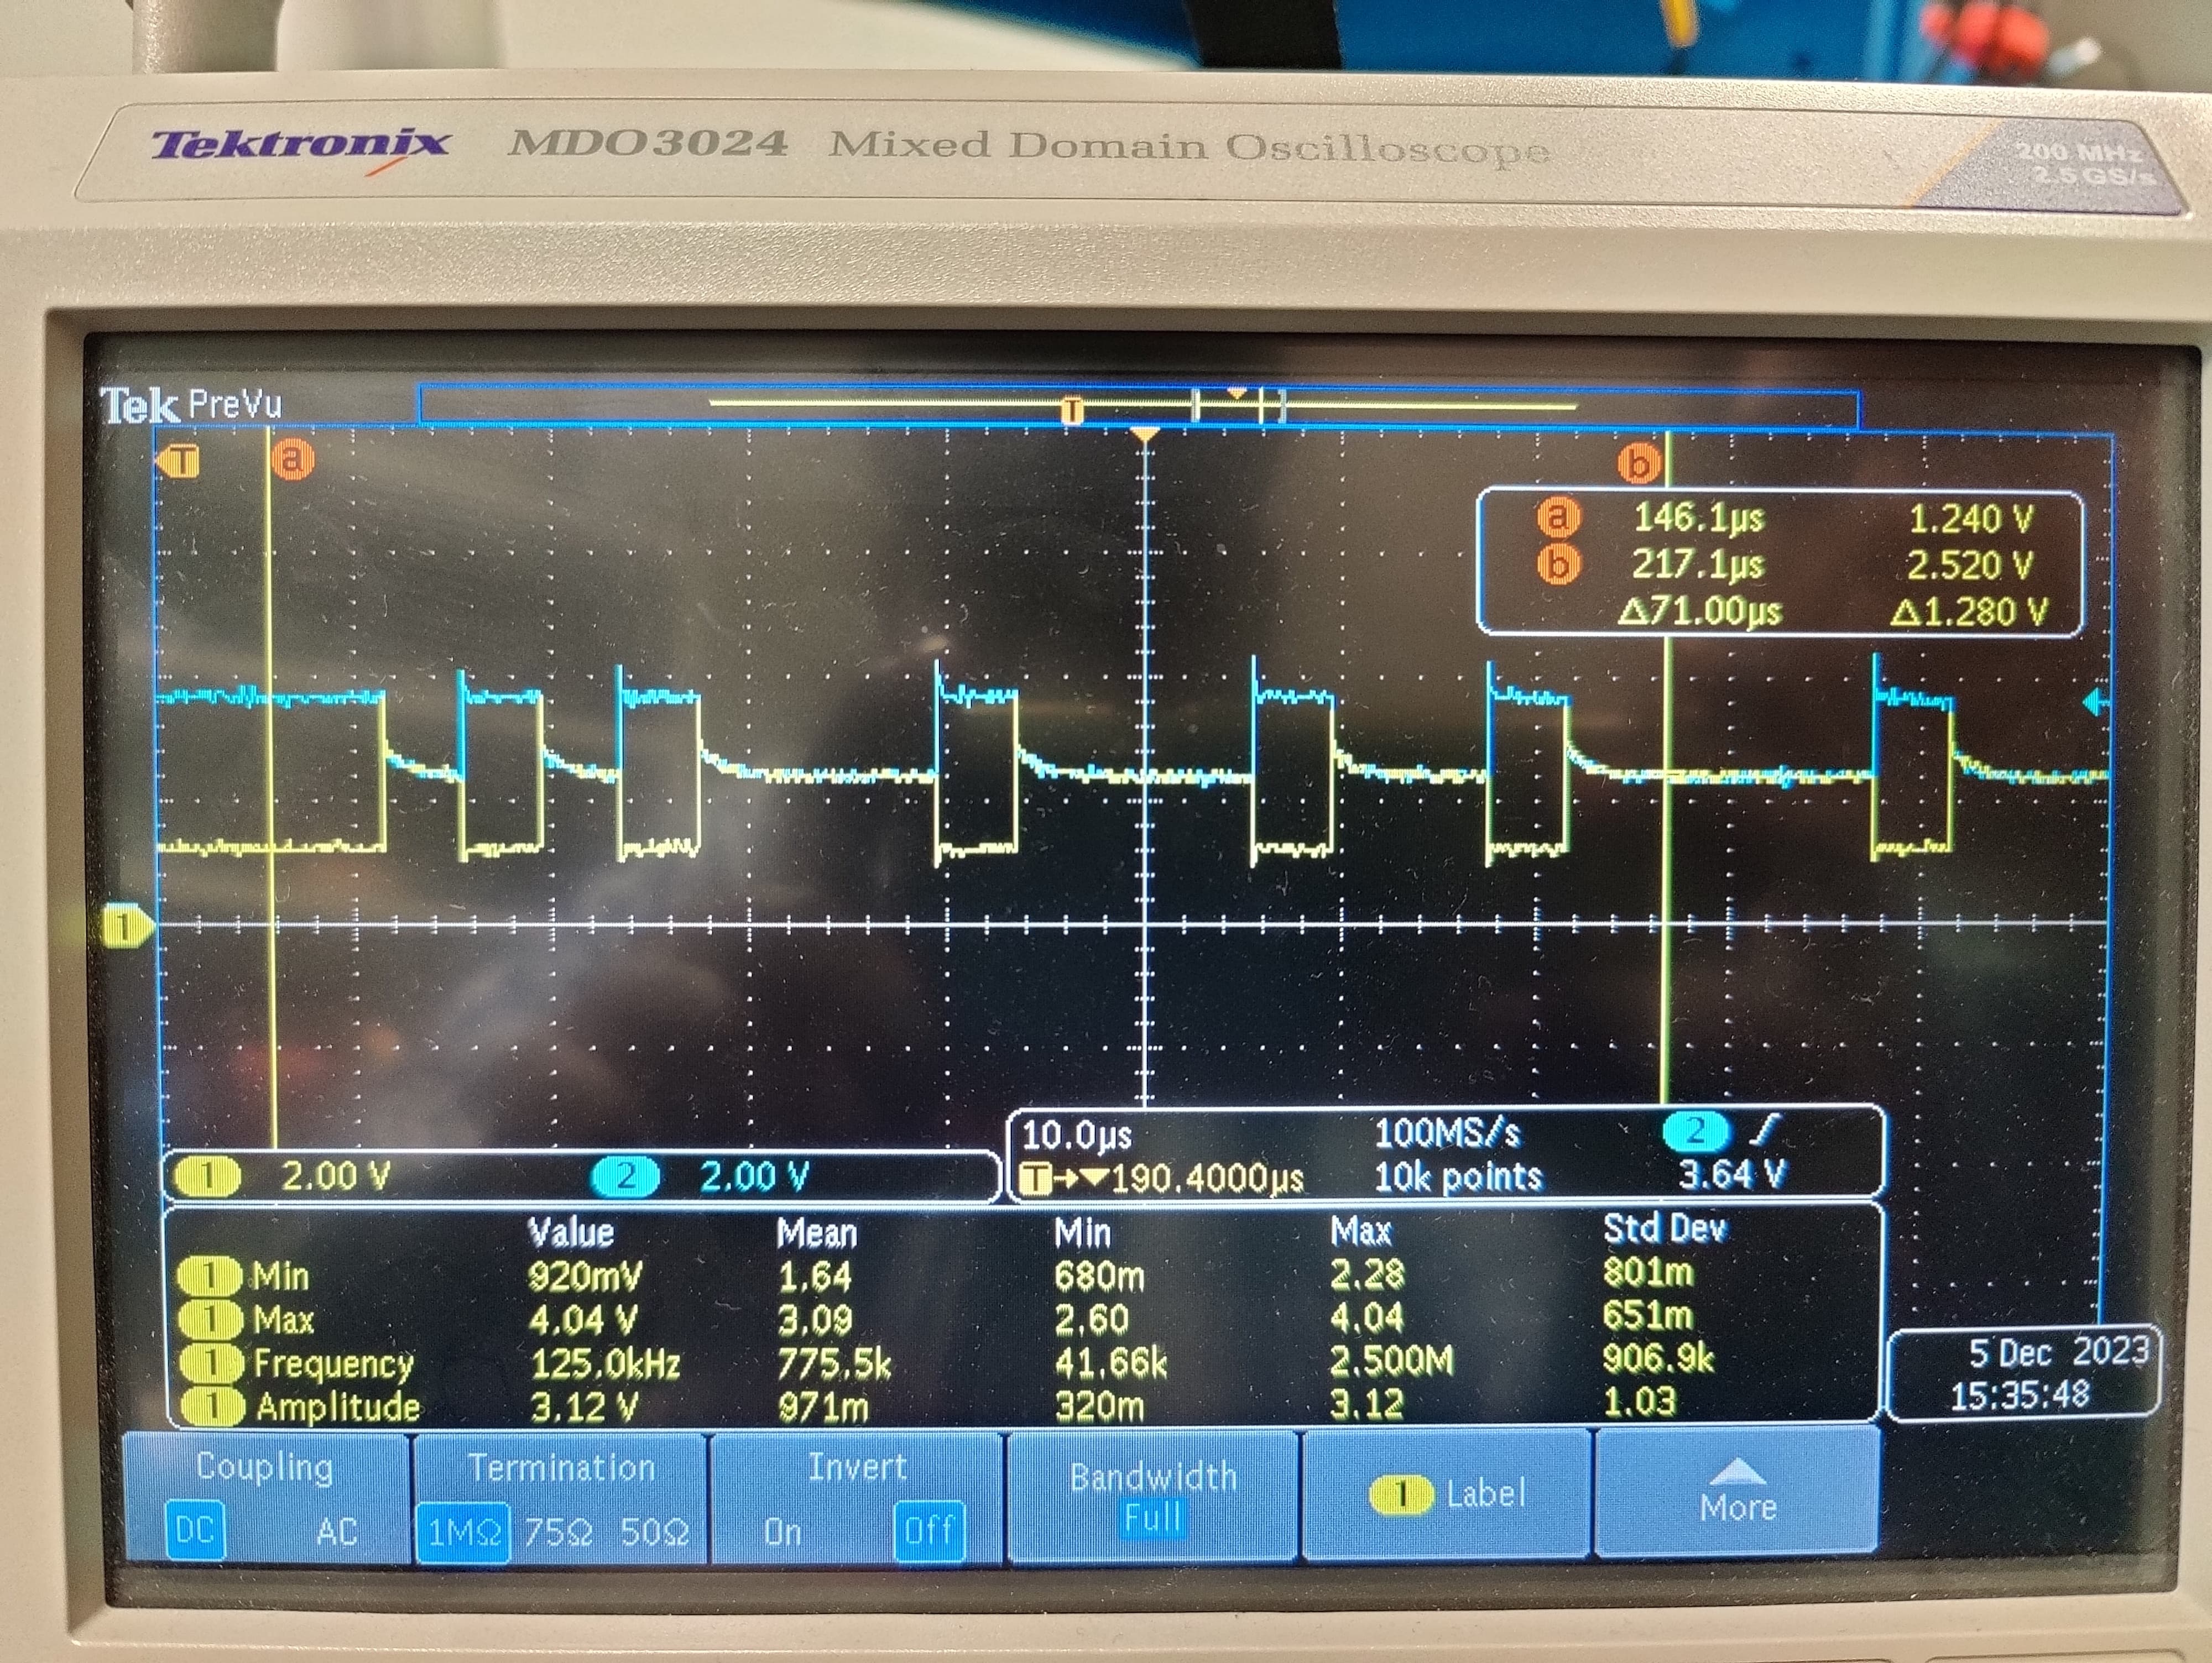 Tektronix MDO3024 Mixed Domain Oscilloscope
200 MHz
2.5 GS/s
Tek PreVu
T
T a b
a 146.1µs 1.240 V
b 217.1µs 2.520 V
Δ71.00µs Δ1.280 V
1
10.0µs 100MS/s 2
T→▼190.4000µs 10k points 3.64 V
1 2.00 V 2 2.00 V
Value Mean Min Max Std Dev
1 Min 920mV 1.64 680m 2.28 801m
1 Max 4.04 V 3.09 2.60 4.04 651m
1 Frequency 125.0kHz 775.5k 41.66k 2.500M 906.9k
1 Amplitude 3.12 V 971m 320m 3.12 1.03
5 Dec 2023
15:35:48
Coupling
DC AC
Termination
1MΩ 75Ω 50Ω
Invert
On Off
Bandwidth
Full
1 Label
More